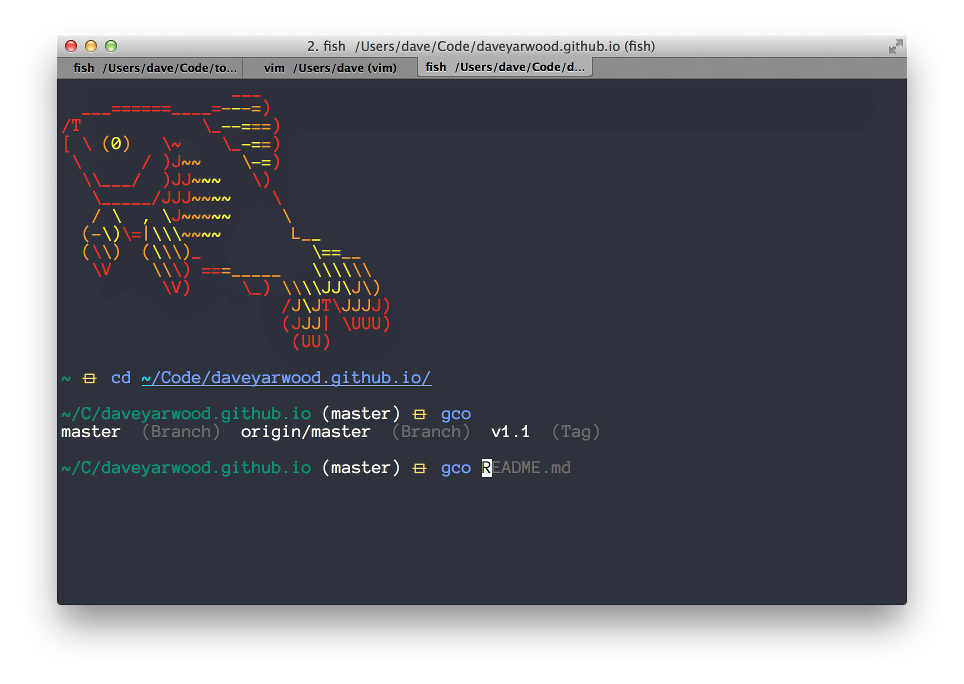 2. fish  /Users/dave/Code/daveyarwood.github.io (fish)
fish  /Users/dave/Code/to...  vim  /Users/dave (vim)  fish  /Users/dave/Code/d...
                 ___
  ___======____=---=)
/T              \_--===)
[ \ (0)   \~    \_-==)
 \      / )J~~    \-=)
  \\___/  )JJ~~~   \)
   \_____/JJJ~~~~    \
   / \  , \J~~~~~     \
  (-\)\=|\\\~~~~       L__
  (\\)  (\\\)_           \==__
   \V    \\\) ===_____   \\\\\\
          \V)     \_) \\\\JJ\J\)
                      /J\JT\JJJJ)
                      (JJJ| \UUU)
                       (UU)
~ ⌸ cd ~/Code/daveyarwood.github.io/
~/C/daveyarwood.github.io (master) ⌸ gco
master  (Branch)  origin/master  (Branch)  v1.1  (Tag)
~/C/daveyarwood.github.io (master) ⌸ gco README.md